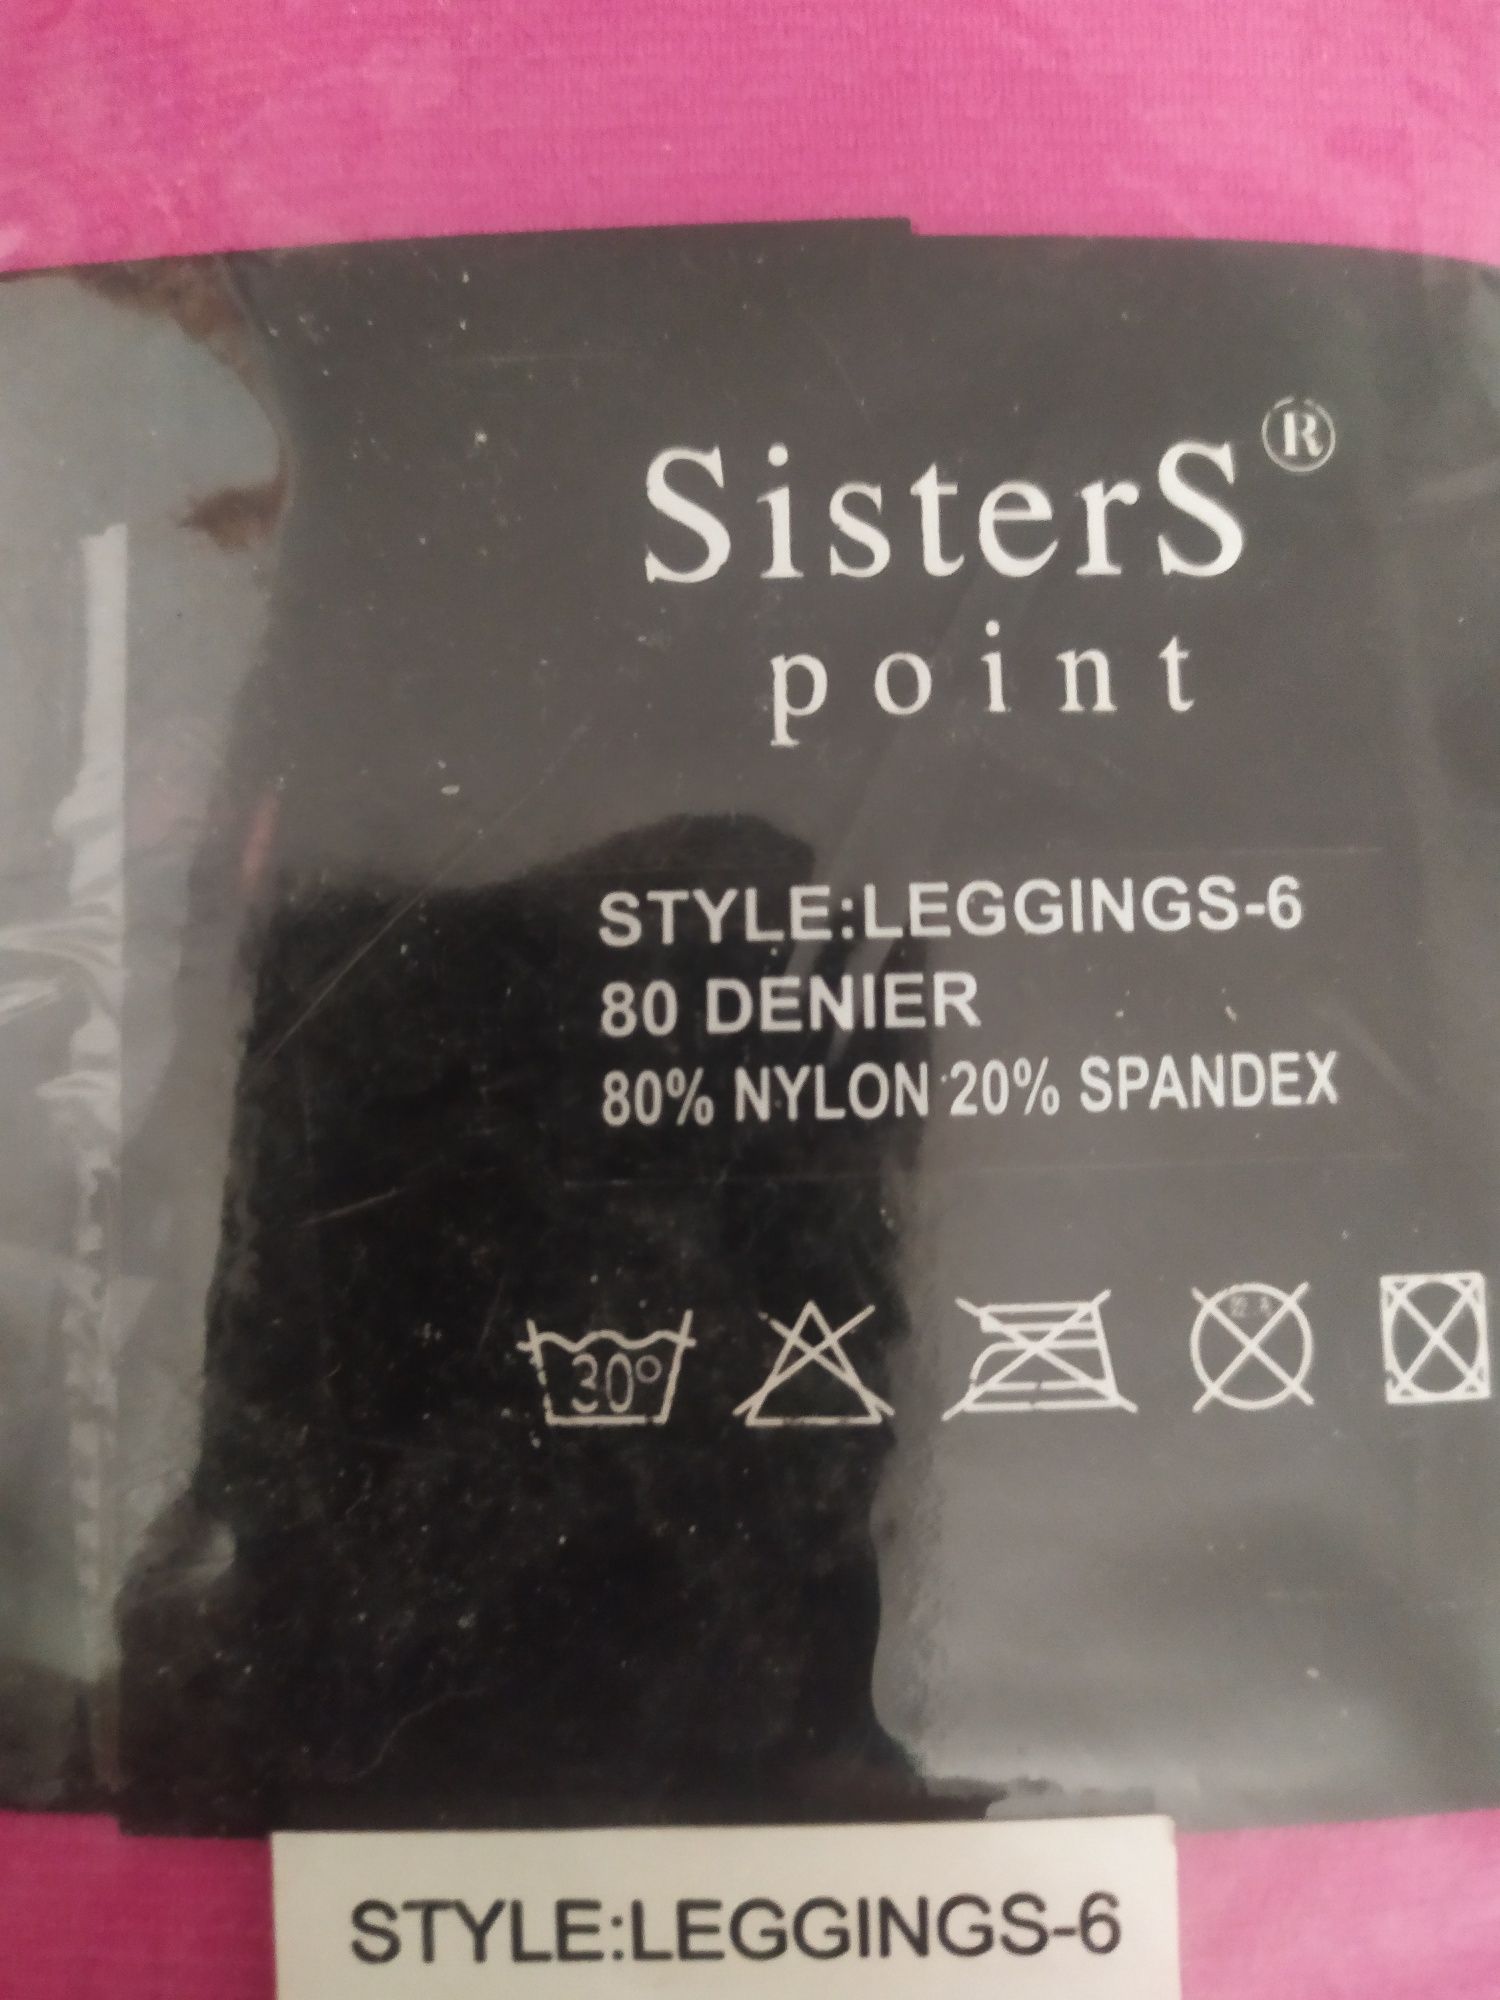 SisterS®
point
STYLE:LEGGINGS-6
80 DENIER
80% NYLON 20% SPANDEX
30°
STYLE:LEGGINGS-6